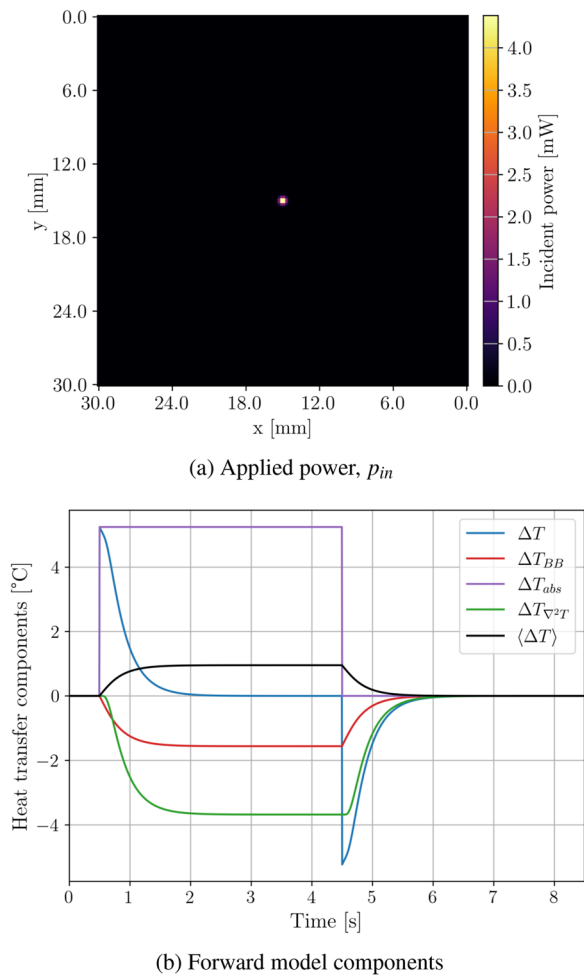 0.0
6.0
12.0
18.0
24.0
30.0
y [mm]
30.0 24.0 18.0 12.0 6.0 0.0
x [mm]
4.0
3.5
3.0
2.5
2.0
1.5
1.0
0.5
0.0
Incident power [mW]
(a) Applied power, p_in
Heat transfer components [°C]
4
2
0
−2
−4
ΔT
ΔT_BB
ΔT_abs
ΔT_∇²T
⟨ΔT⟩
0 1 2 3 4 5 6 7 8
Time [s]
(b) Forward model components